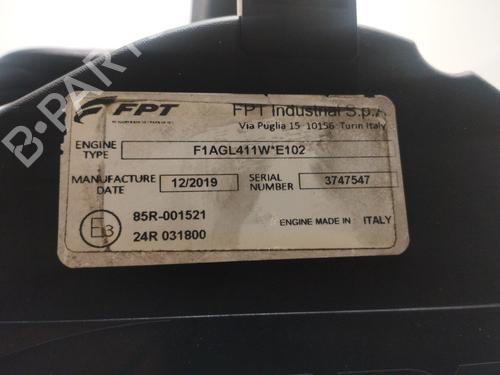 B-PARTS
FPT
FPT Industrial S.p.A
Via Puglia 15 10156 Turin Italy
ENGINE TYPE F1AGL411W*E102
MANUFACTURE DATE 12/2019 SERIAL NUMBER 3747547
E3 85R-001521
24R 031800 ENGINE MADE IN ITALY